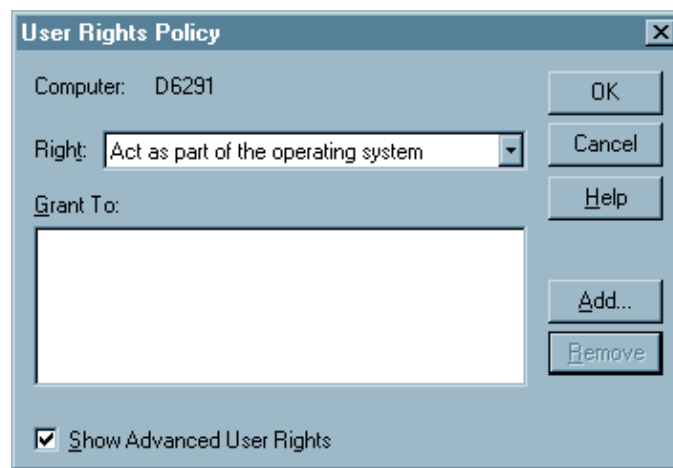 User Rights Policy
Computer: D6291
OK
Right: Act as part of the operating system
Cancel
Grant To:
Help
Add...
Remove
Show Advanced User Rights